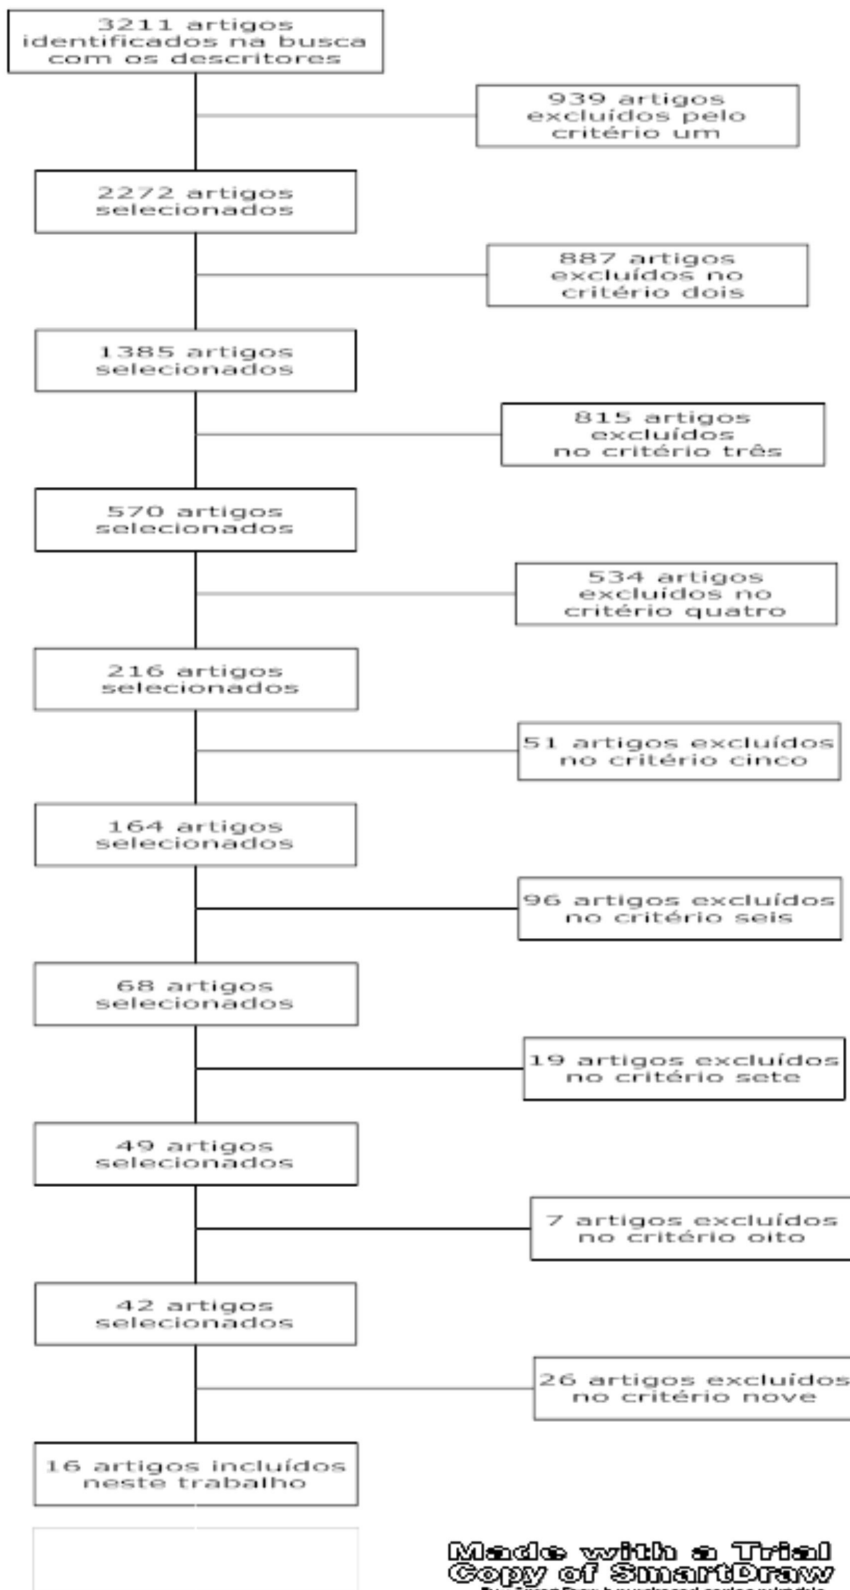 3211 artigos
identificados na busca
com os descritores
939 artigos
excluídos pelo
critério um
2272 artigos
selecionados
887 artigos
excluídos no
critério dois
1385 artigos
selecionados
815 artigos
excluídos
no critério três
570 artigos
selecionados
534 artigos
excluídos no
critério quatro
216 artigos
selecionados
51 artigos excluídos
no critério cinco
164 artigos
selecionados
96 artigos excluídos
no critério seis
68 artigos
selecionados
19 artigos excluídos
no critério sete
49 artigos
selecionados
7 artigos excluídos
no critério oito
42 artigos
selecionados
26 artigos excluídos
no critério nove
16 artigos incluídos
neste trabalho
Made with a Trial
Copy of SmartDraw